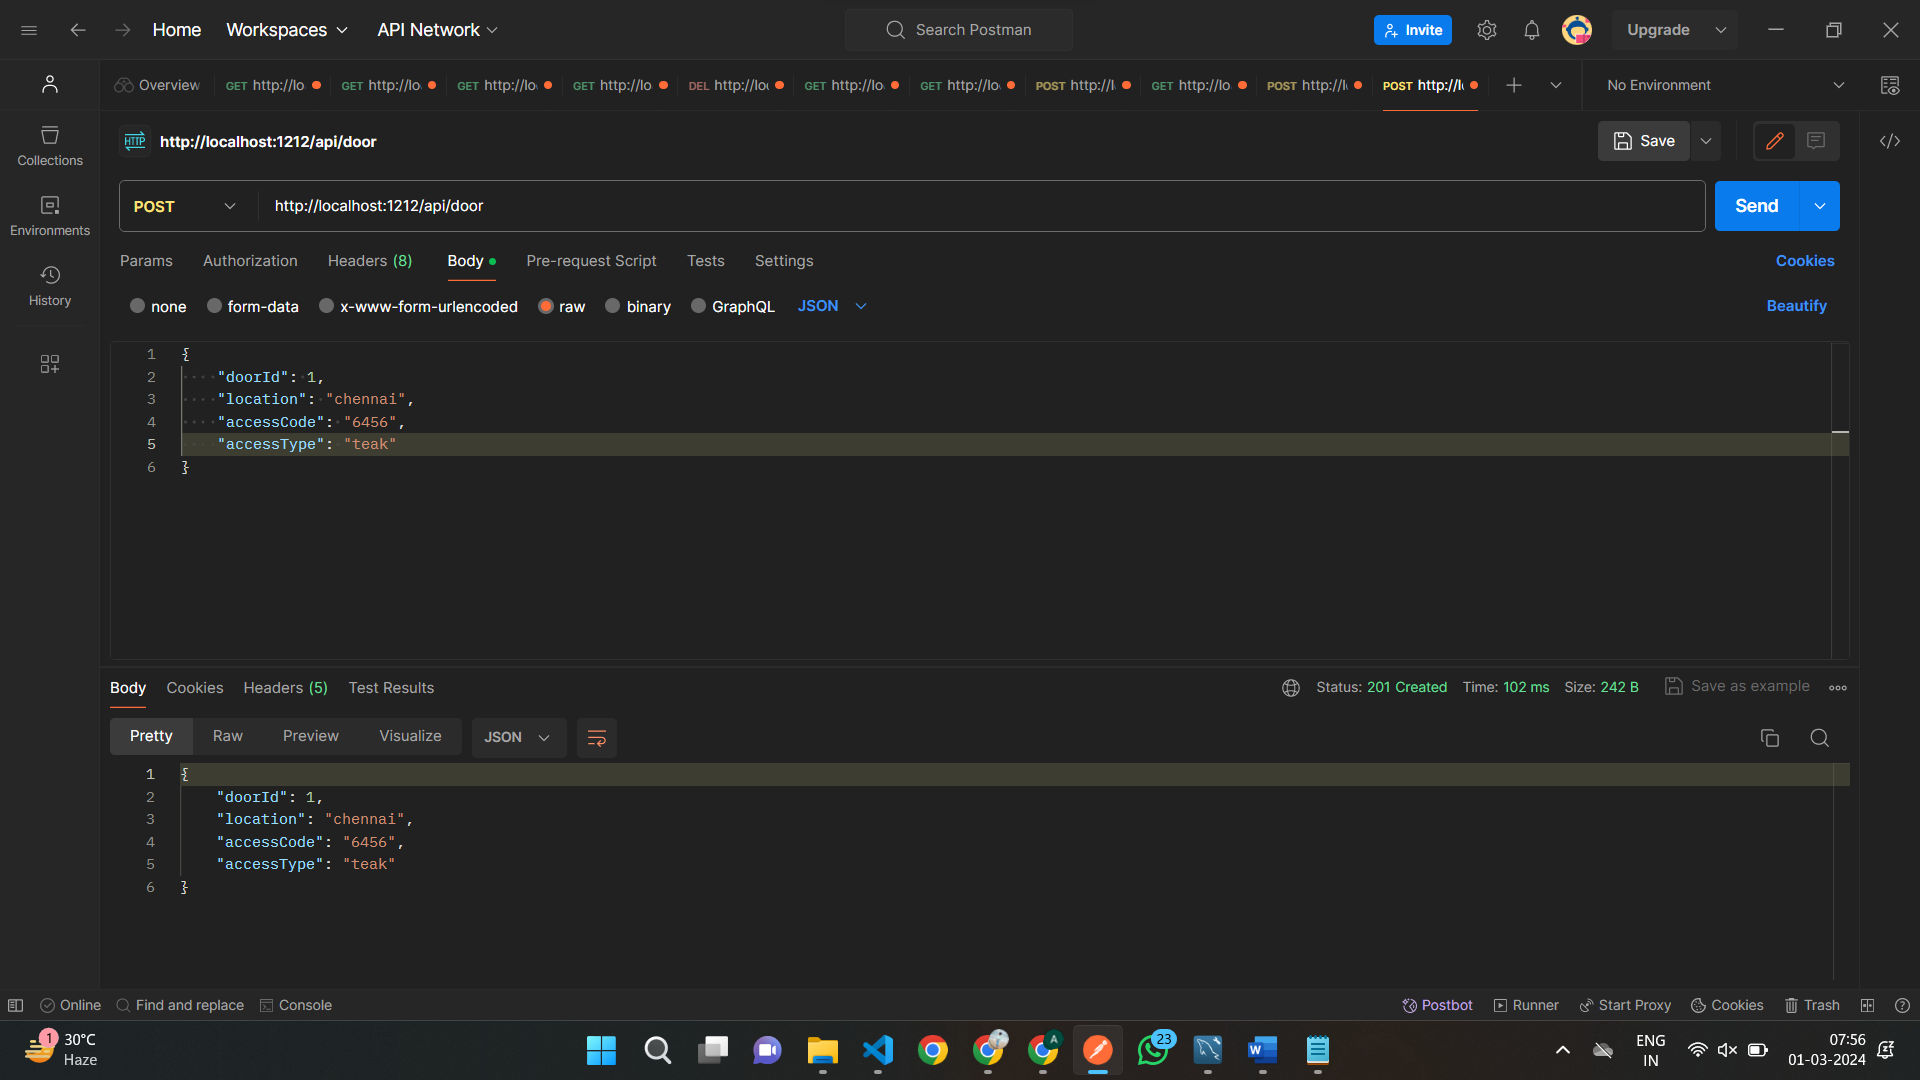 Home Workspaces API Network Search Postman Invite Upgrade
Overview GET http://lo GET http://lo GET http://lo GET http://lo DEL http://lo GET http://lo GET http://lo POST http://l GET http://lo POST http://l POST http://l No Environment
HTTP http://localhost:1212/api/door Save
Collections
POST http://localhost:1212/api/door Send
Environments
Params Authorization Headers (8) Body Pre-request Script Tests Settings Cookies
History
none form-data x-www-form-urlencoded raw binary GraphQL JSON Beautify
1 {
2 "doorId": 1,
3 "location": "chennai",
4 "accessCode": "6456",
5 "accessType": "teak"
6 }
Body Cookies Headers (5) Test Results Status: 201 Created Time: 102 ms Size: 242 B Save as example
Pretty Raw Preview Visualize JSON
1 {
2 "doorId": 1,
3 "location": "chennai",
4 "accessCode": "6456",
5 "accessType": "teak"
6 }
Online Find and replace Console Postbot Runner Start Proxy Cookies Trash
1 30°C
Haze
A
23
W
ENG
IN
07:56
01-03-2024